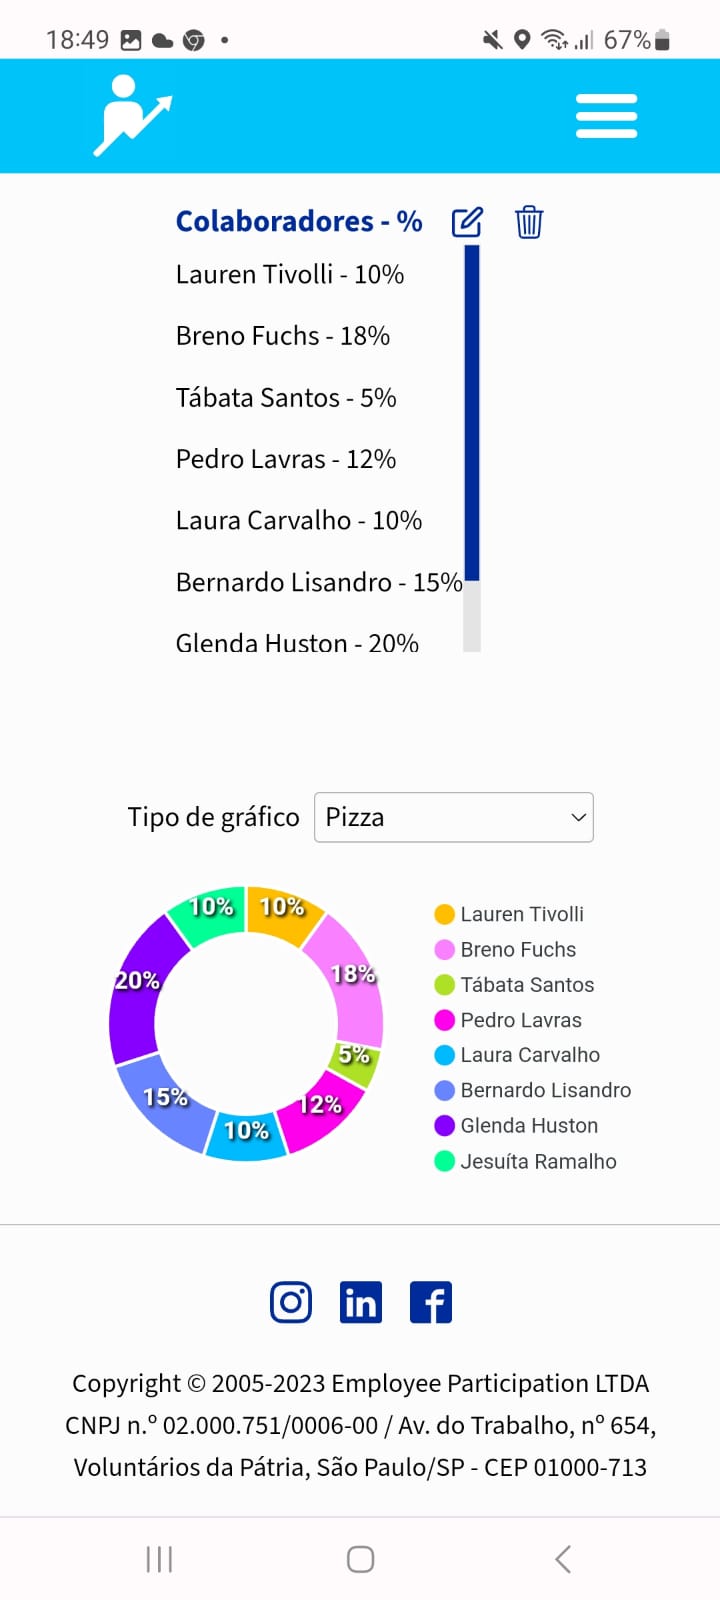 18:49 67%
Colaboradores - %
Lauren Tivolli - 10%
Breno Fuchs - 18%
Tábata Santos - 5%
Pedro Lavras - 12%
Laura Carvalho - 10%
Bernardo Lisandro - 15%
Glenda Huston - 20%
Tipo de gráfico Pizza
10%
10%
18%
20%
5%
12%
15%
10%
Lauren Tivolli
Breno Fuchs
Tábata Santos
Pedro Lavras
Laura Carvalho
Bernardo Lisandro
Glenda Huston
Jesuíta Ramalho
in f
Copyright © 2005-2023 Employee Participation LTDA
CNPJ n.º 02.000.751/0006-00 / Av. do Trabalho, nº 654,
Voluntários da Pátria, São Paulo/SP - CEP 01000-713